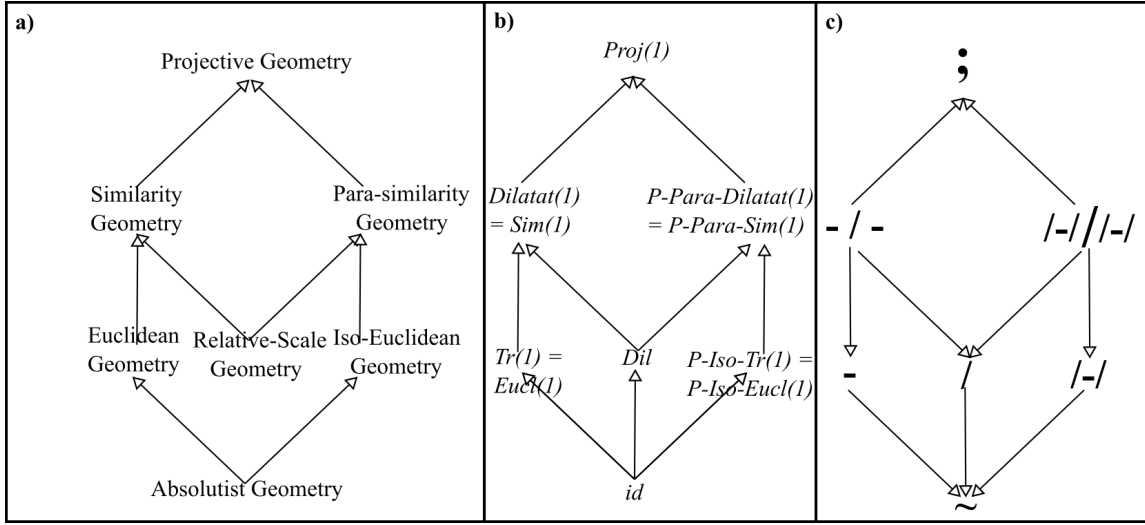 a)
Projective Geometry
Similarity
Geometry
Para-similarity
Geometry
Euclidean
Geometry
Relative-Scale
Geometry
Iso-Euclidean
Geometry
Absolutist Geometry
b)
Proj(1)
Dilatat(1)
= Sim(1)
P-Para-Dilatat(1)
= P-Para-Sim(1)
Tr(1) =
Eucl(1)
Dil
P-Iso-Tr(1) =
P-Iso-Eucl(1)
id
c)
;
- / -
/-///-/
-
/
/-/
~